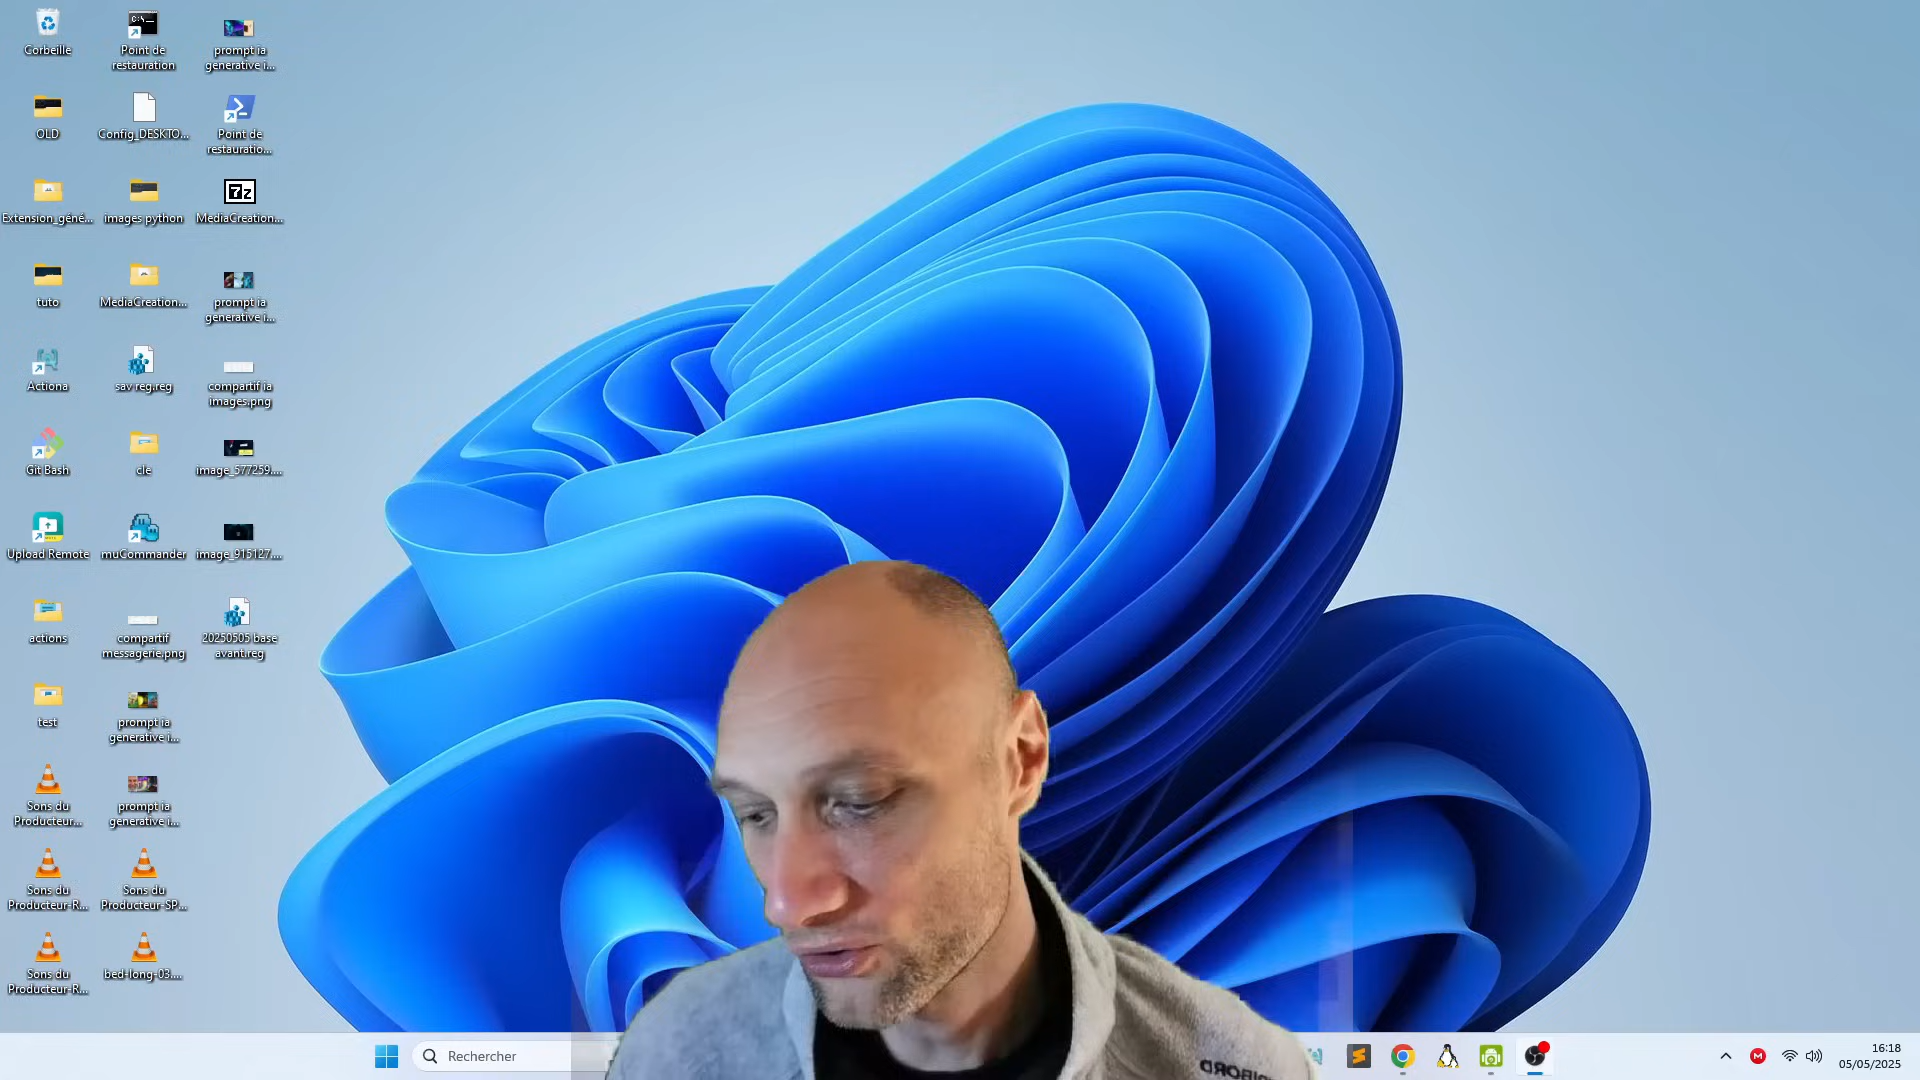 Corbeille
Point de
restauration
prompt ia
generative i...
OLD
Config_DESKTO...
Point de
restauratio...
Extension_géné...
images python
MediaCreation...
tuto
MediaCreation...
prompt ia
generative i...
Actiona
sav reg.reg
compartif ia
images.png
Git Bash
cle
image_577259....
Upload Remote
muCommander
image_915127....
actions
compartif
messagerie.png
20250505 base
avant.reg
test
prompt ia
generative i...
Sons du
Producteur...
prompt ia
generative i...
Sons du
Producteur-R...
Sons du
Producteur-SP...
Sons du
Producteur-R...
bed-long-03....
Rechercher
16:18
05/05/2025